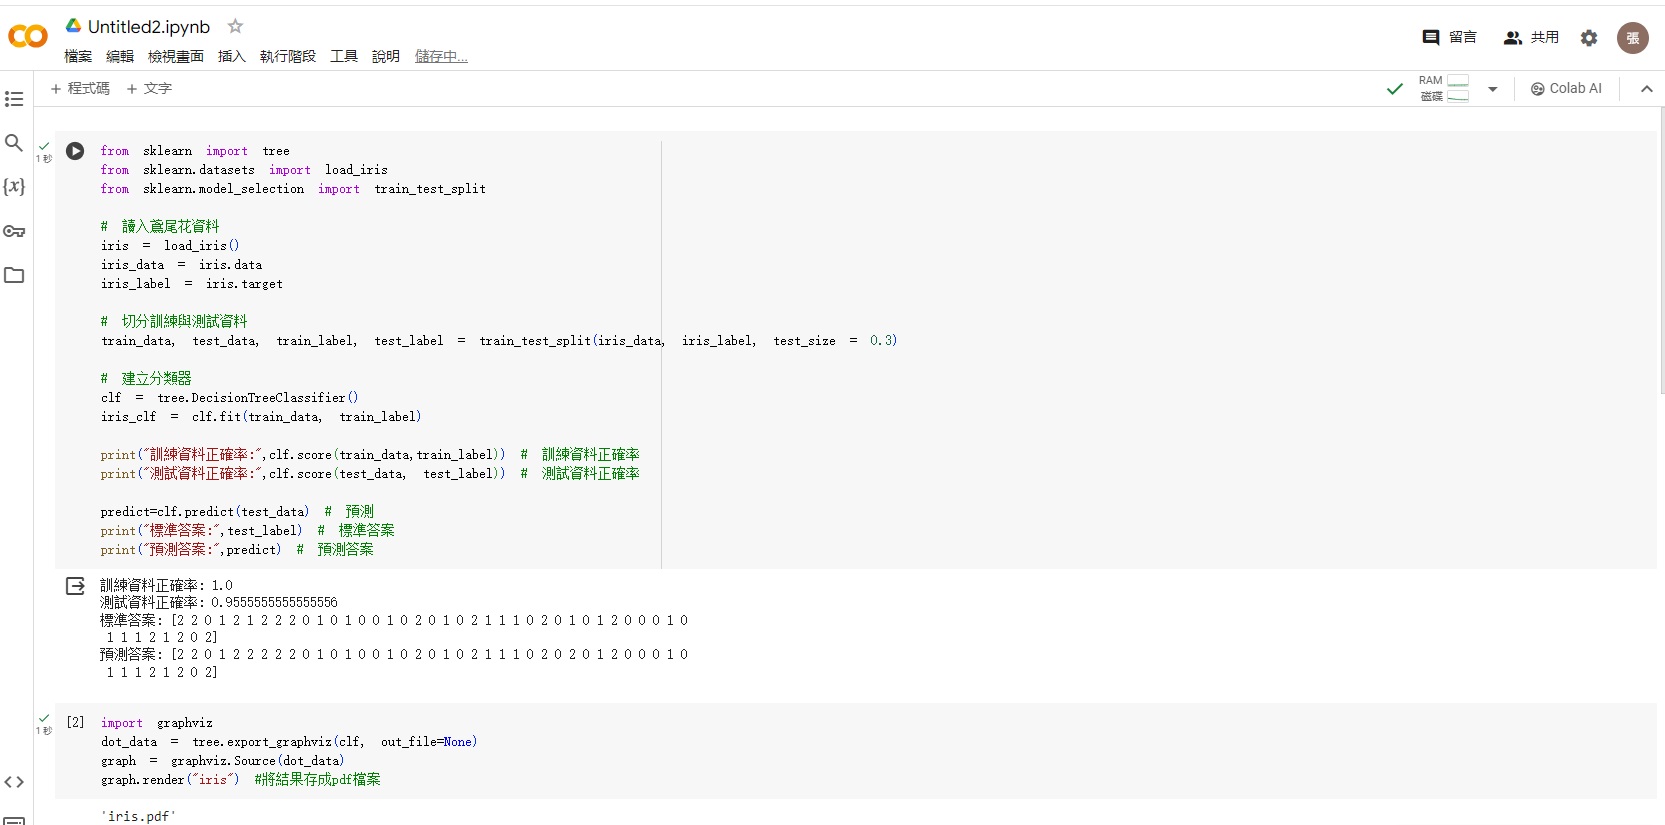 Untitled2.ipynb
檔案 編輯 檢視畫面 插入 執行階段 工具 說明 儲存中...
留言 共用 張
+ 程式碼 + 文字
RAM
磁碟
Colab AI
1 秒
from sklearn import tree
from sklearn.datasets import load_iris
from sklearn.model_selection import train_test_split
# 讀入鳶尾花資料
iris = load_iris()
iris_data = iris.data
iris_label = iris.target
# 切分訓練與測試資料
train_data, test_data, train_label, test_label = train_test_split(iris_data, iris_label, test_size = 0.3)
# 建立分類器
clf = tree.DecisionTreeClassifier()
iris_clf = clf.fit(train_data, train_label)
print("訓練資料正確率:",clf.score(train_data,train_label)) # 訓練資料正確率
print("測試資料正確率:",clf.score(test_data, test_label)) # 測試資料正確率
predict=clf.predict(test_data) # 預測
print("標準答案:",test_label) # 標準答案
print("預測答案:",predict) # 預測答案
訓練資料正確率: 1.0
測試資料正確率: 0.9555555555555556
標準答案: [2 2 0 1 2 1 2 2 2 0 1 0 1 0 0 1 0 2 0 1 0 2 1 1 1 0 2 0 1 0 1 2 0 0 0 1 0
1 1 1 2 1 2 0 2]
預測答案: [2 2 0 1 2 2 2 2 2 0 1 0 1 0 0 1 0 2 0 1 0 2 1 1 1 0 2 0 2 0 1 2 0 0 0 1 0
1 1 1 2 1 2 0 2]
1 秒
[2] import graphviz
dot_data = tree.export_graphviz(clf, out_file=None)
graph = graphviz.Source(dot_data)
graph.render("iris") #將結果存成pdf檔案
'iris.pdf'